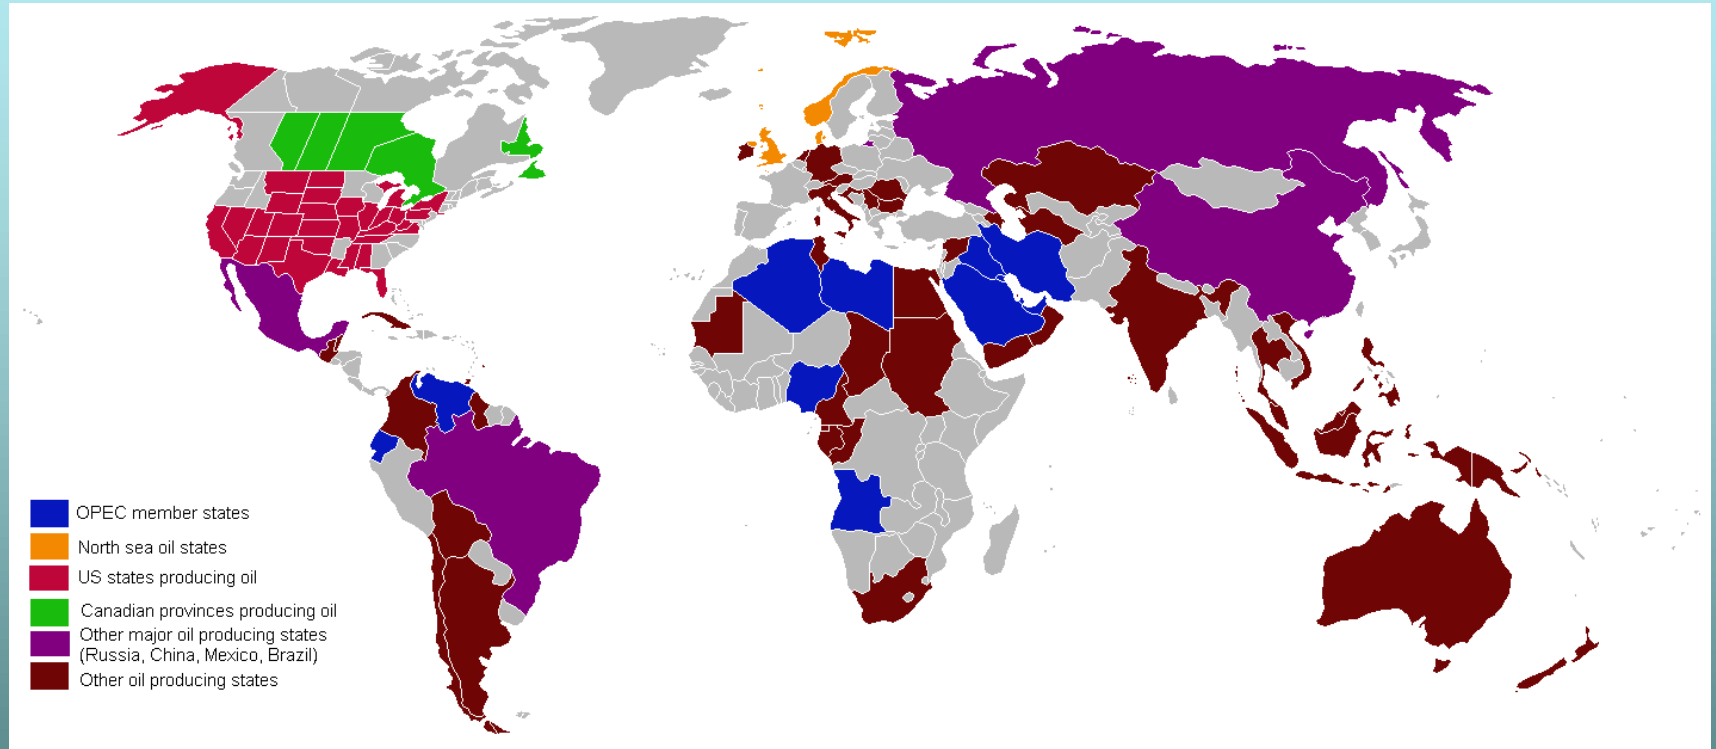 OPEC member states
North sea oil states
US states producing oil
Canadian provinces producing oil
Other major oil producing states
(Russia, China, Mexico, Brazil)
Other oil producing states